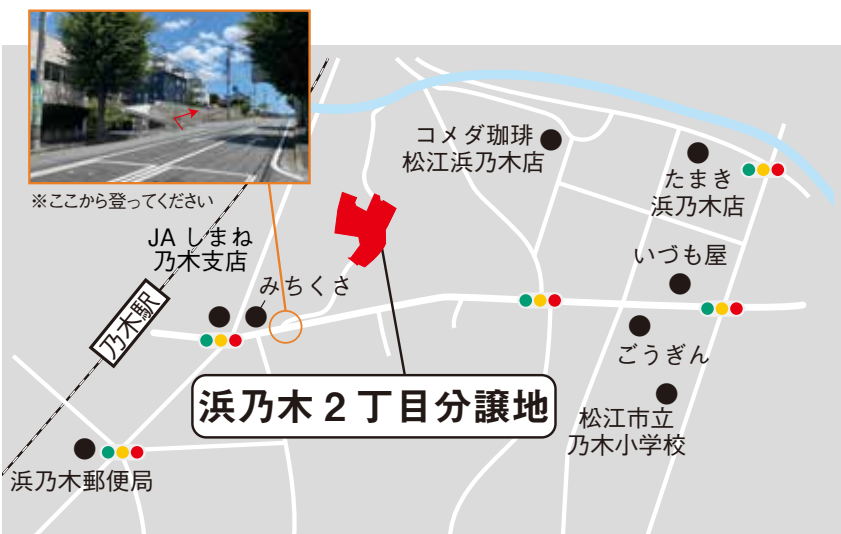 ※ここから登ってください
コメダ珈琲
松江浜乃木店
たまき
浜乃木店
JA しまね
乃木支店
みちくさ
いづも屋
乃木駅
ごうぎん
浜乃木2丁目分譲地
松江市立
乃木小学校
浜乃木郵便局